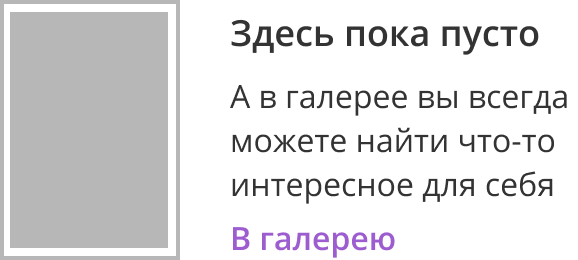 Здесь пока пусто
А в галерее вы всегда
можете найти что-то
интересное для себя
В галерею